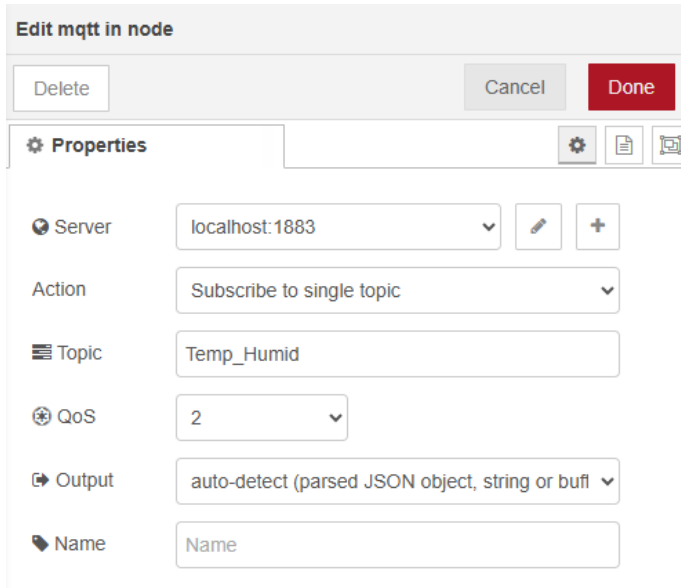 Edit mqtt in node
Delete Cancel Done
Properties
Server localhost:1883
Action Subscribe to single topic
Topic Temp_Humid
QoS 2
Output auto-detect (parsed JSON object, string or
Name Name